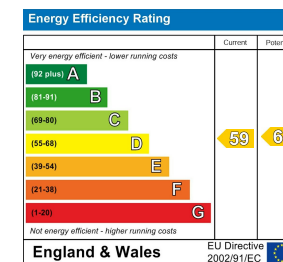 Energy Efficiency Rating
Current
Very energy efficient - lower running costs
(92 plus) A
(81-91) B
(69-80) C
(55-68) D
(39-54) E
(21-38) F
(1-20) G
59
Not energy efficient - higher running costs
England & Wales
EU Directive
2002/91/EC